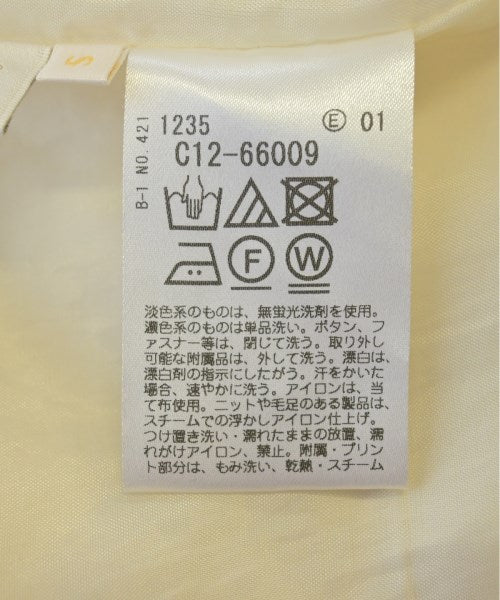 S
B-1 NO. 421
1235 Ⓔ 01
C12-66009
F
W
淡色系のものは、無蛍光洗剤を使用。
濃色系のものは単品洗い。ボタン、フ
ァスナー等は、閉じて洗う。取り外し
可能な附属品は、外して洗う。漂白は、
漂白剤の指示にしたがう。汗をかいた
場合、速やかに洗う。アイロンは、当
て布使用。ニットや毛足のある製品は、
スチームでの浮かしアイロン仕上げ。
つけ置き洗い・濡れたままの放置、濡
れがけアイロン、禁止。附属・プリン
ト部分は、もみ洗い、乾熱・スチーム